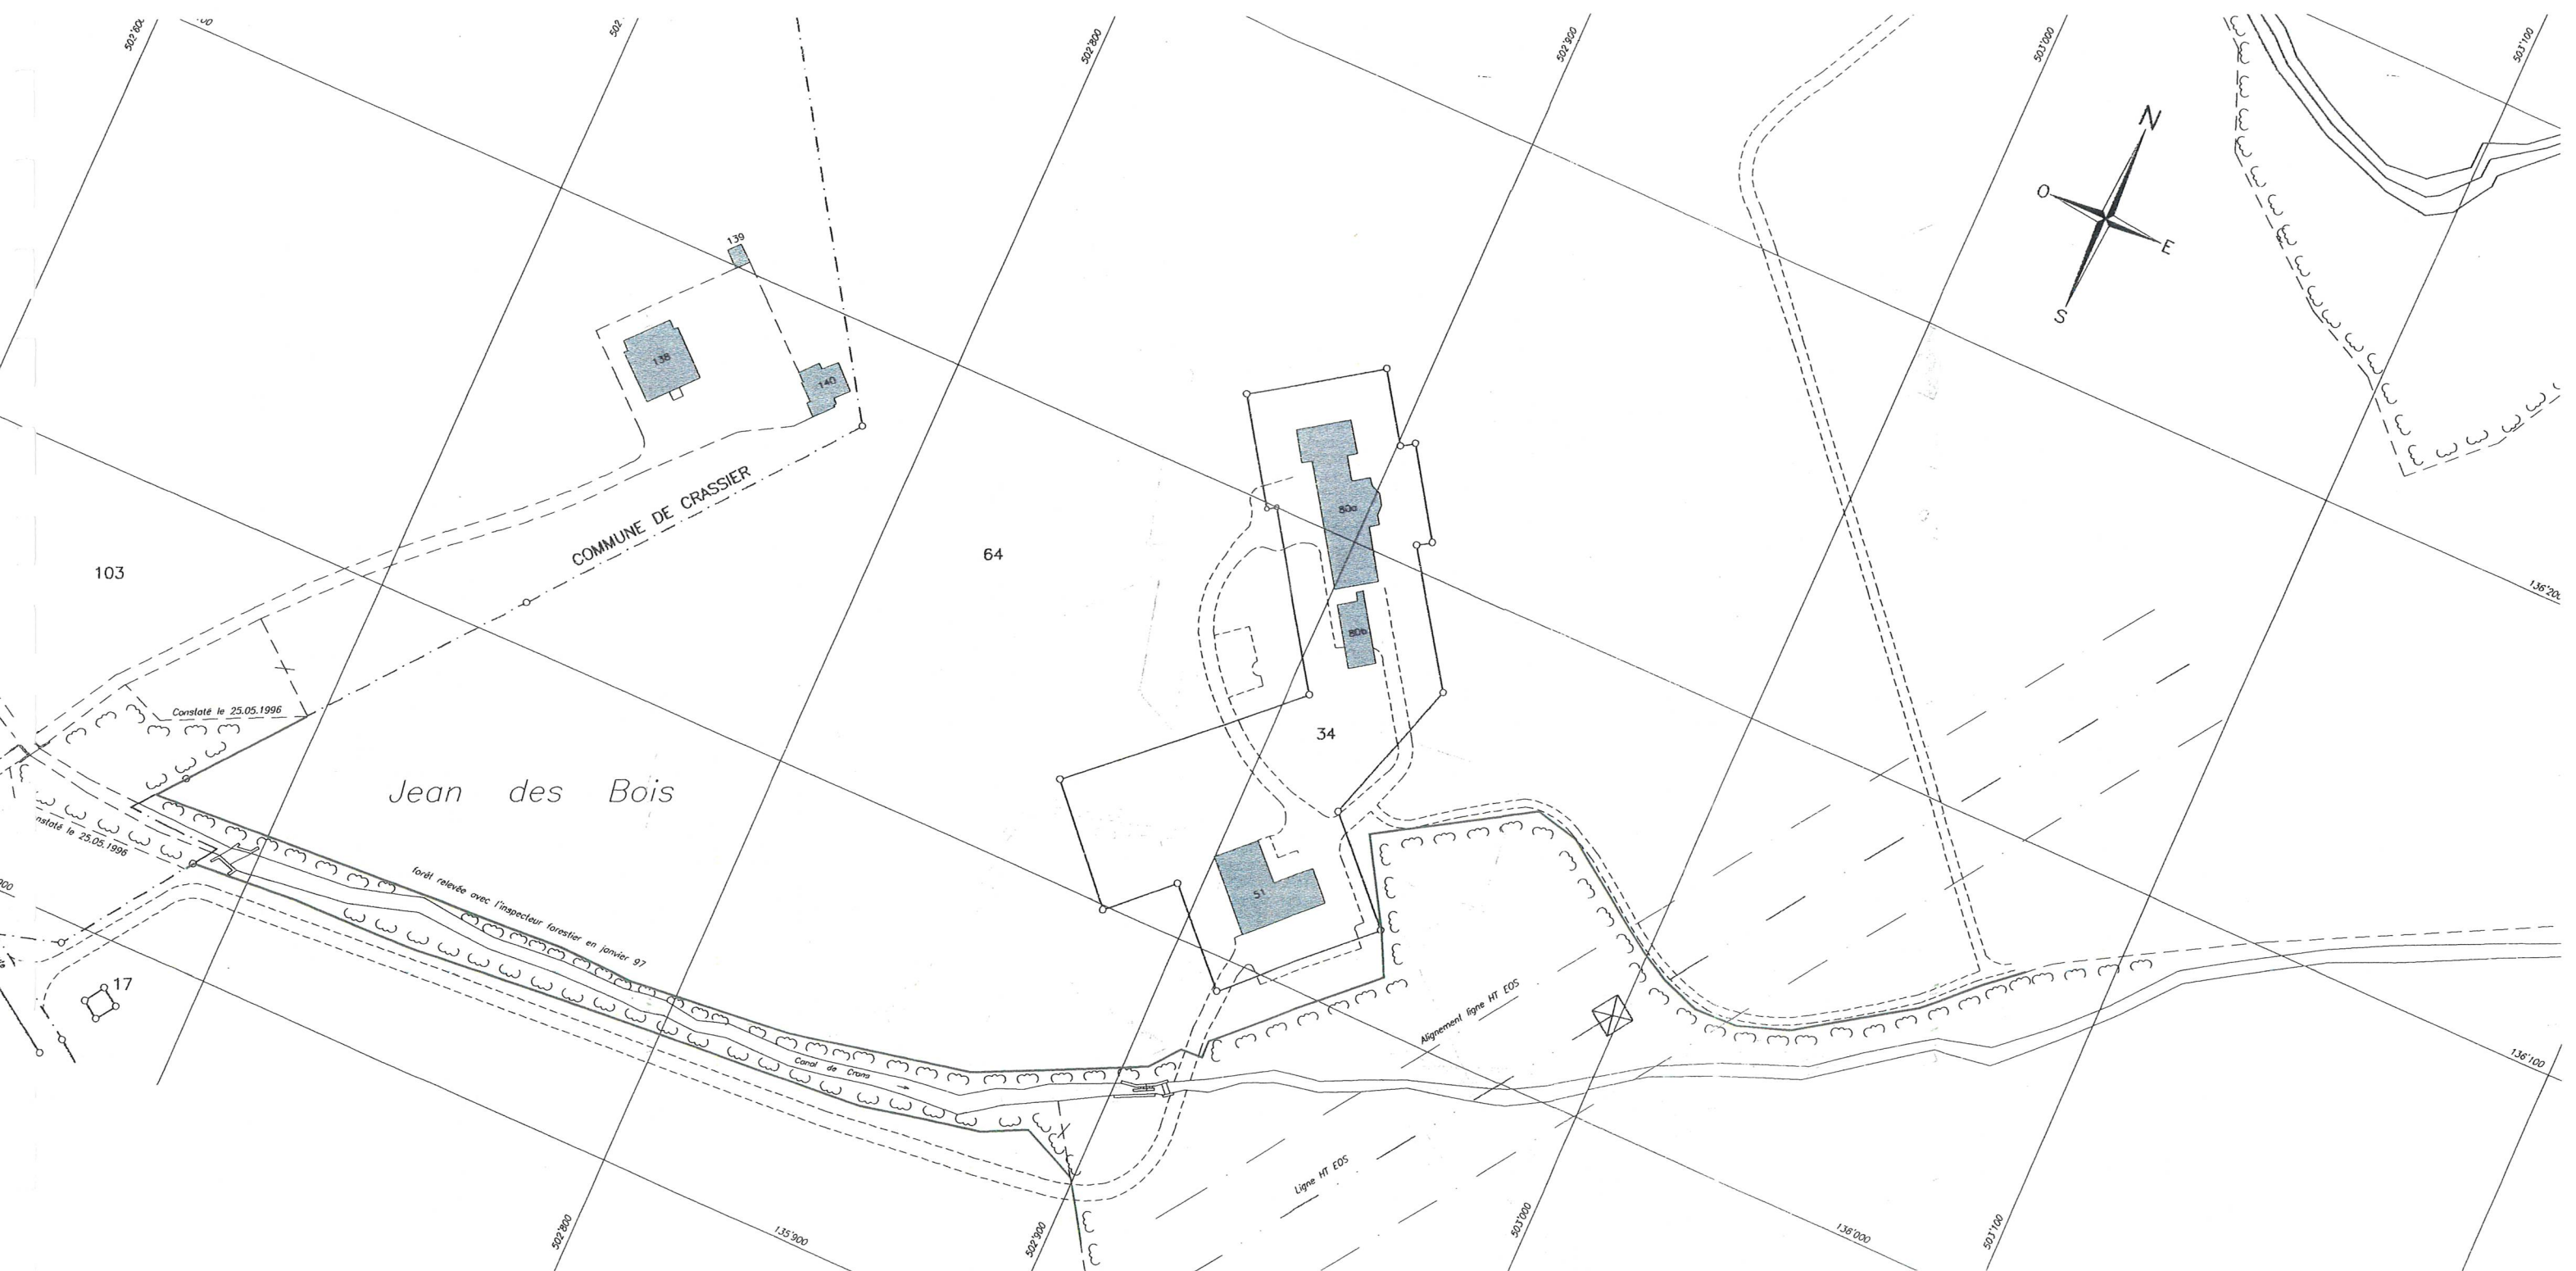 502'800
502'900
503'000
503'100
N
O
E
S
139
138
140
COMMUNE DE CRASSIER
103
64
80a
80b
136'200
Constaté le 25.05.1996
34
Jean des Bois
Constaté le 25.05.1996
51
forêt relevée avec l'inspecteur forestier en janvier 97
17
Alignement ligne HT EOS
136'100
Canal de Crans
Ligne HT EOS
502'800
135'900
502'900
503'000
136'000
503'100